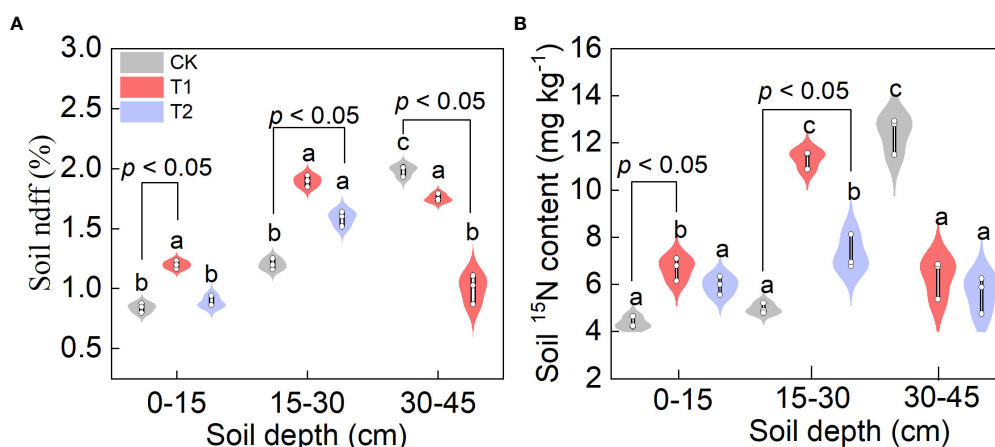 A
3.0
2.5
2.0
1.5
1.0
0.5
Soil ndff (%)
CK
T1
T2
p < 0.05
p < 0.05
p < 0.05
b
a
b
b
a
a
c
a
b
0-15
15-30
30-45
Soil depth (cm)
B
16
14
12
10
8
6
4
2
Soil ¹⁵N content (mg kg⁻¹)
p < 0.05
p < 0.05
a
b
a
a
c
b
c
a
a
0-15
15-30
30-45
Soil depth (cm)